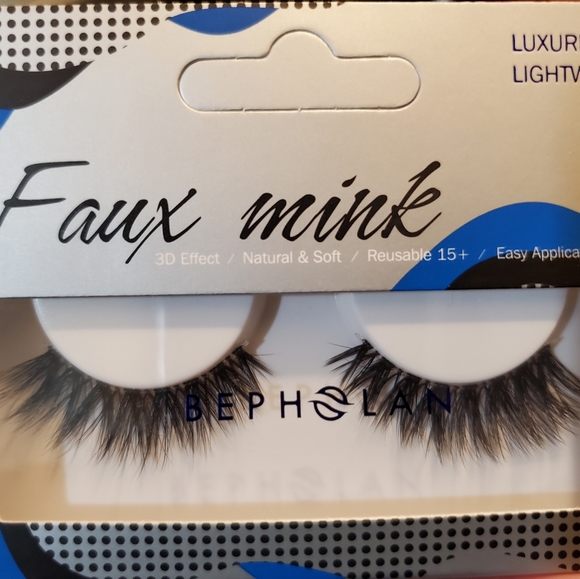 LUXURI
LIGHTW
Faux mink
3D Effect / Natural & Soft / Reusable 15+ / Easy Applica
BEPHOLAN